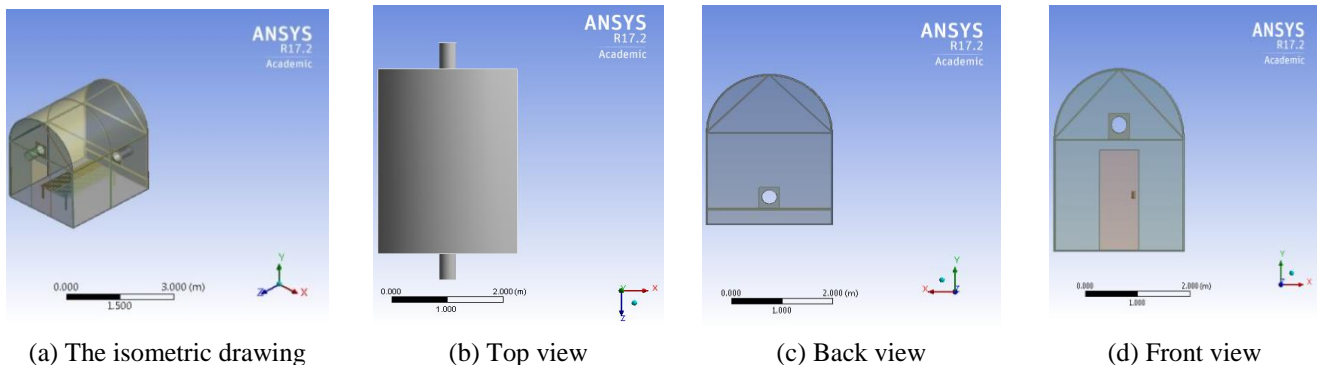 ANSYS
R17.2
Academic
Y
Z
X
0.000
3.000 (m)
1.500
(a) The isometric drawing
ANSYS
R17.2
Academic
Y
X
Z
0.000
2.000 (m)
1.000
(b) Top view
ANSYS
R17.2
Academic
Y
X
Z
0.000
2.000 (m)
1.000
(c) Back view
ANSYS
R17.2
Academic
Y
Z
X
0.000
2.000 (m)
1.000
(d) Front view